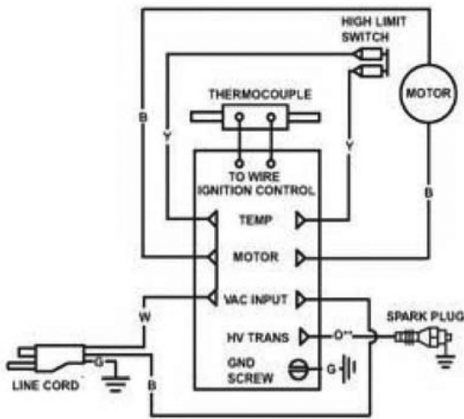 HIGH LIMIT
SWITCH
THERMOCOUPLE
MOTOR
B
Y
Y
B
TO WIRE
IGNITION CONTROL
TEMP
MOTOR
VAC INPUT
W
HV TRANS
O**
SPARK PLUG
GND
SCREW
G
LINE CORD
G
B